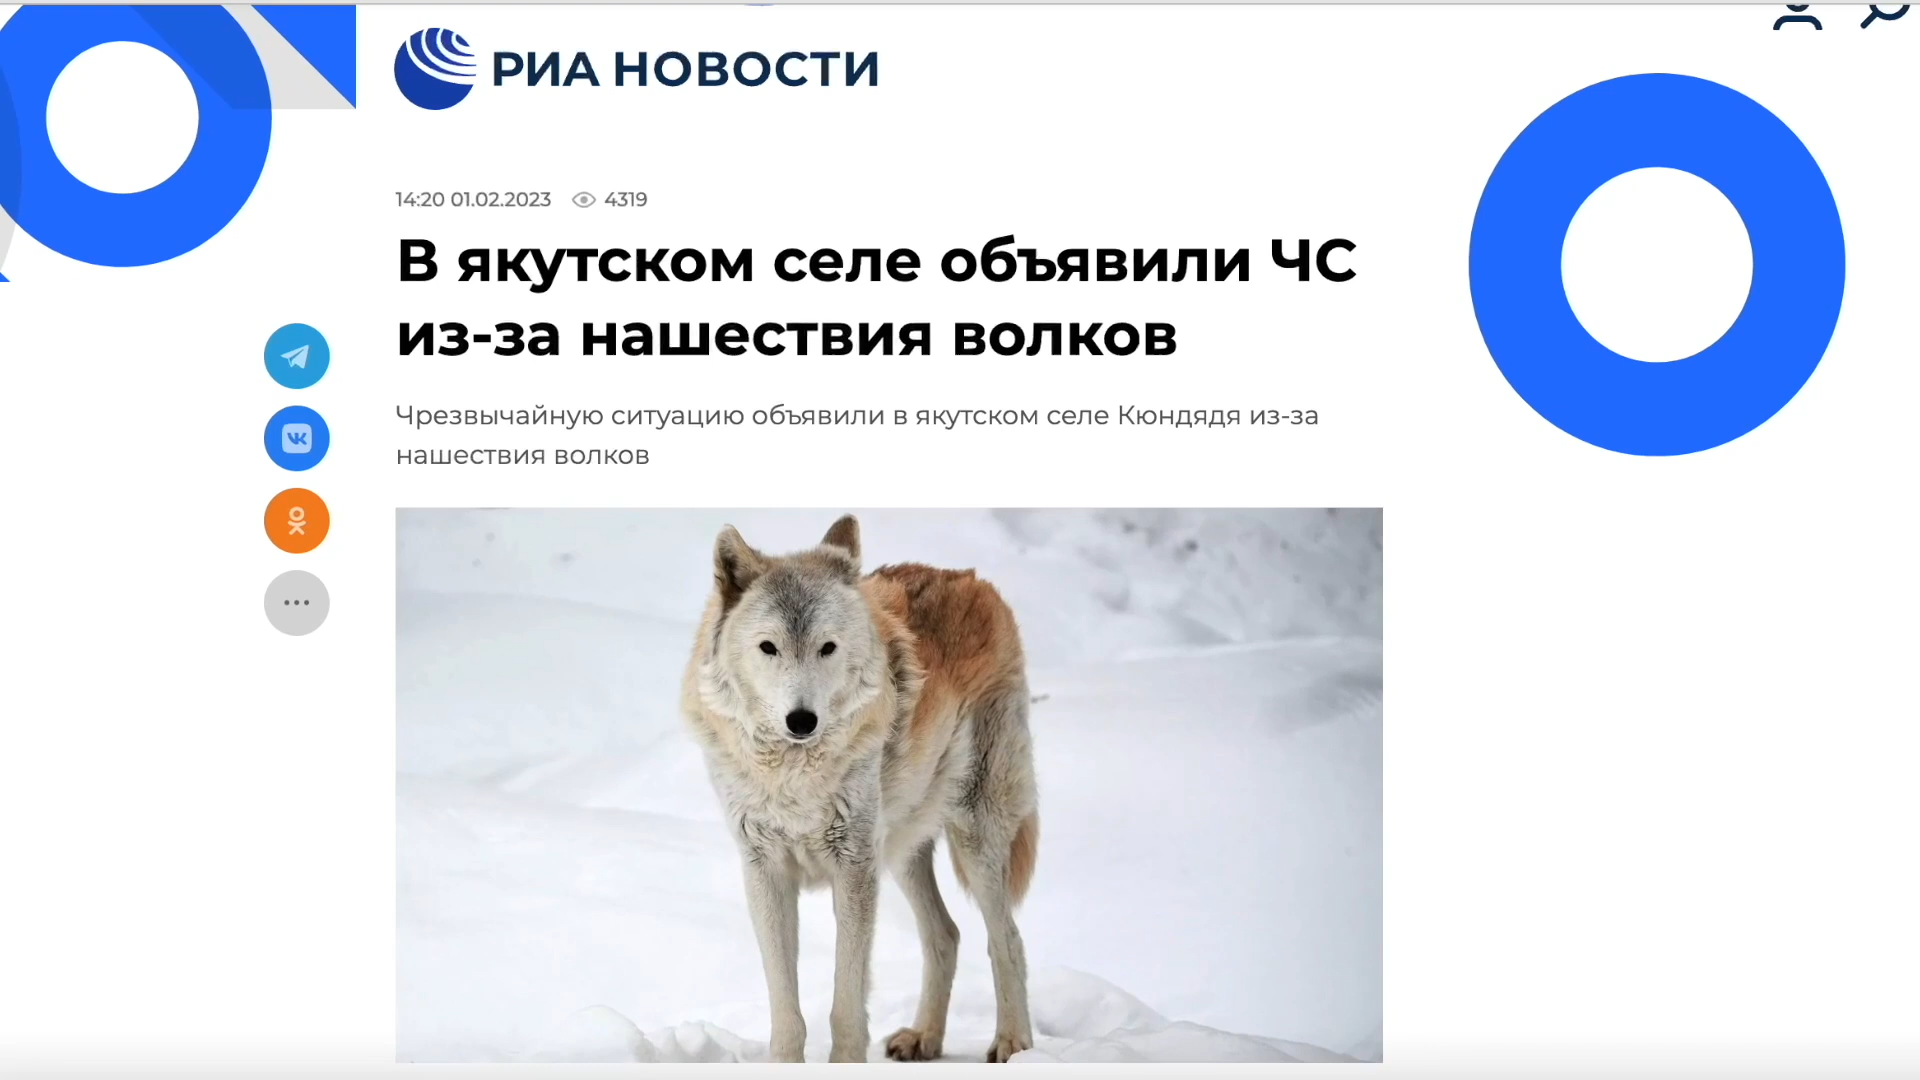 РИА НОВОСТИ
14:20 01.02.2023 4319
В якутском селе объявили ЧС
из-за нашествия волков
Чрезвычайную ситуацию объявили в якутском селе Кюндядя из-за
нашествия волков